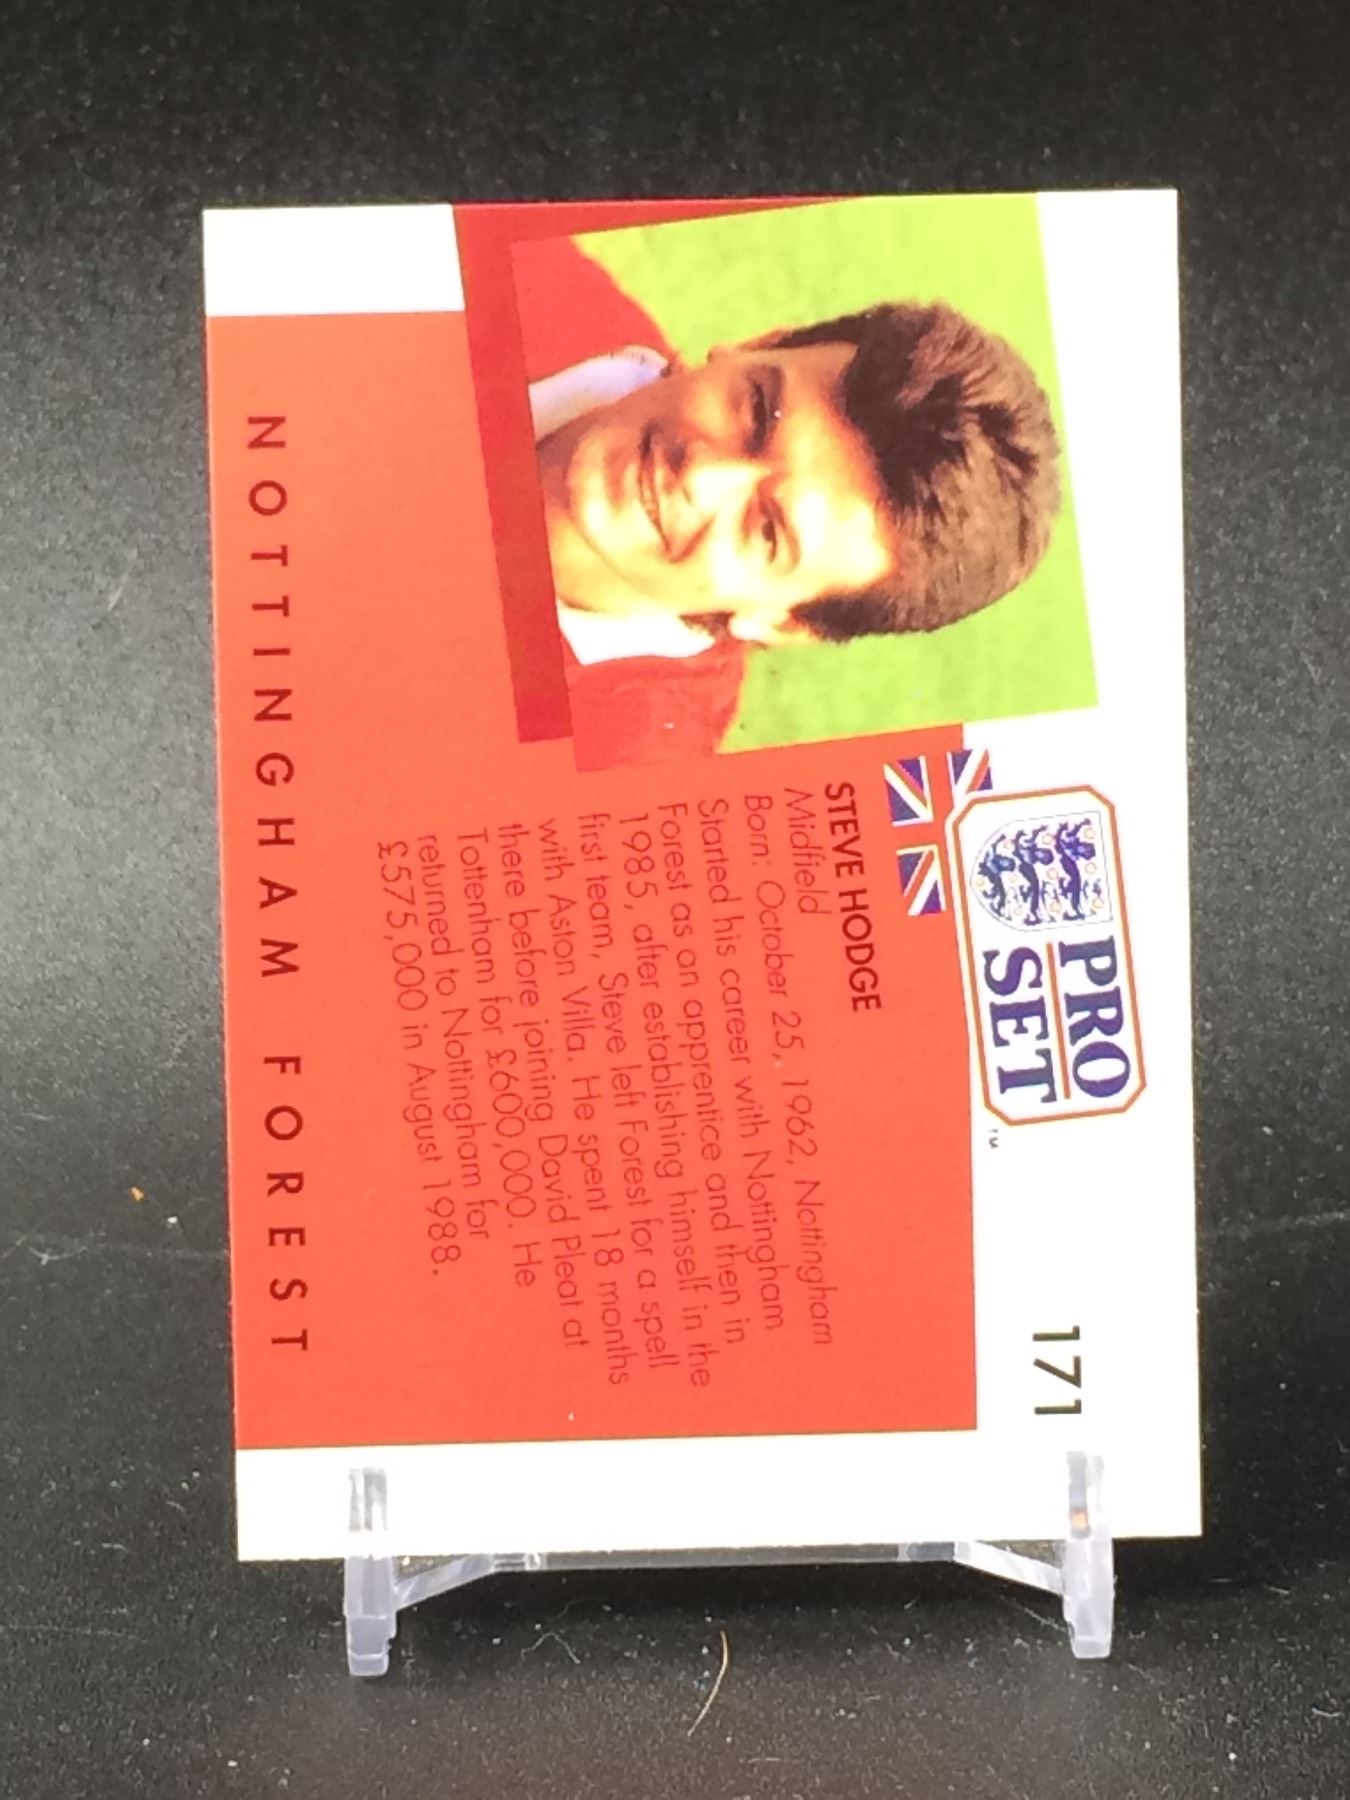 PRO
SET
TM
171
STEVE HODGE
Midfield
Born: October 25, 1962, Nottingham
Started his career with Nottingham
Forest as an apprentice and then in
1985, after establishing himself in the
first team, Steve left Forest for a spell
with Aston Villa. He spent 18 months
there before joining David Pleat at
Tottenham for £600,000. He
returned to Nottingham for
£575,000 in August 1988.
NOTTINGHAM FOREST